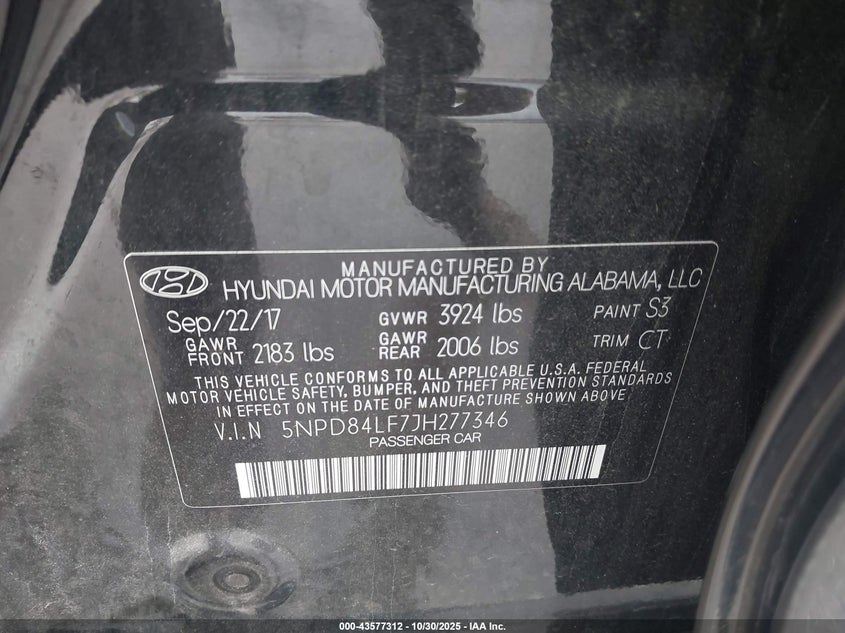 MANUFACTURED BY
HYUNDAI MOTOR MANUFACTURING ALABAMA, LLC
Sep/22/17 GVWR 3924 lbs PAINT S3
GAWR FRONT 2183 lbs GAWR REAR 2006 lbs TRIM CT
THIS VEHICLE CONFORMS TO ALL APPLICABLE U.S.A. FEDERAL
MOTOR VEHICLE SAFETY, BUMPER, AND THEFT PREVENTION STANDARDS
IN EFFECT ON THE DATE OF MANUFACTURE SHOWN ABOVE.
V.I.N 5NPD84LF7JH277346
PASSENGER CAR
000-43577312 - 10/30/2025 - IAA Inc.